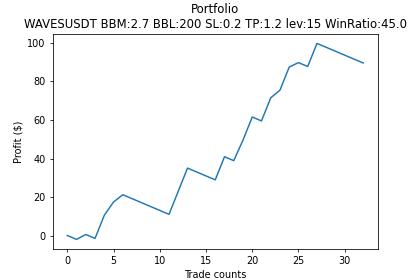 Portfolio
WAVESUSDT BBM:2.7 BBL:200 SL:0.2 TP:1.2 lev:15 WinRatio:45.0
100
80
60
40
20
0
Profit ($)
0 5 10 15 20 25 30
Trade counts